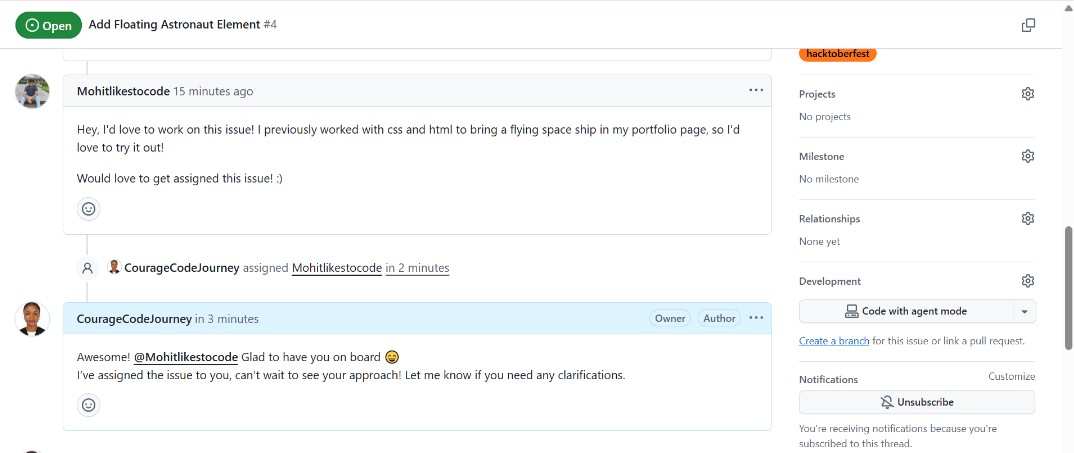 Open Add Floating Astronaut Element #4
hacktoberfest
Mohitlikestocode 15 minutes ago
Hey, I'd love to work on this issue! I previously worked with css and html to bring a flying space ship in my portfolio page, so I'd
love to try it out!
Would love to get assigned this issue! :)
CourageCodeJourney assigned Mohitlikestocode in 2 minutes
CourageCodeJourney in 3 minutes Owner Author
Awesome! @Mohitlikestocode Glad to have you on board 😄
I've assigned the issue to you, can't wait to see your approach! Let me know if you need any clarifications.
Projects
No projects
Milestone
No milestone
Relationships
None yet
Development
Code with agent mode
Create a branch for this issue or link a pull request.
Notifications Customize
Unsubscribe
You're receiving notifications because you're
subscribed to this thread.